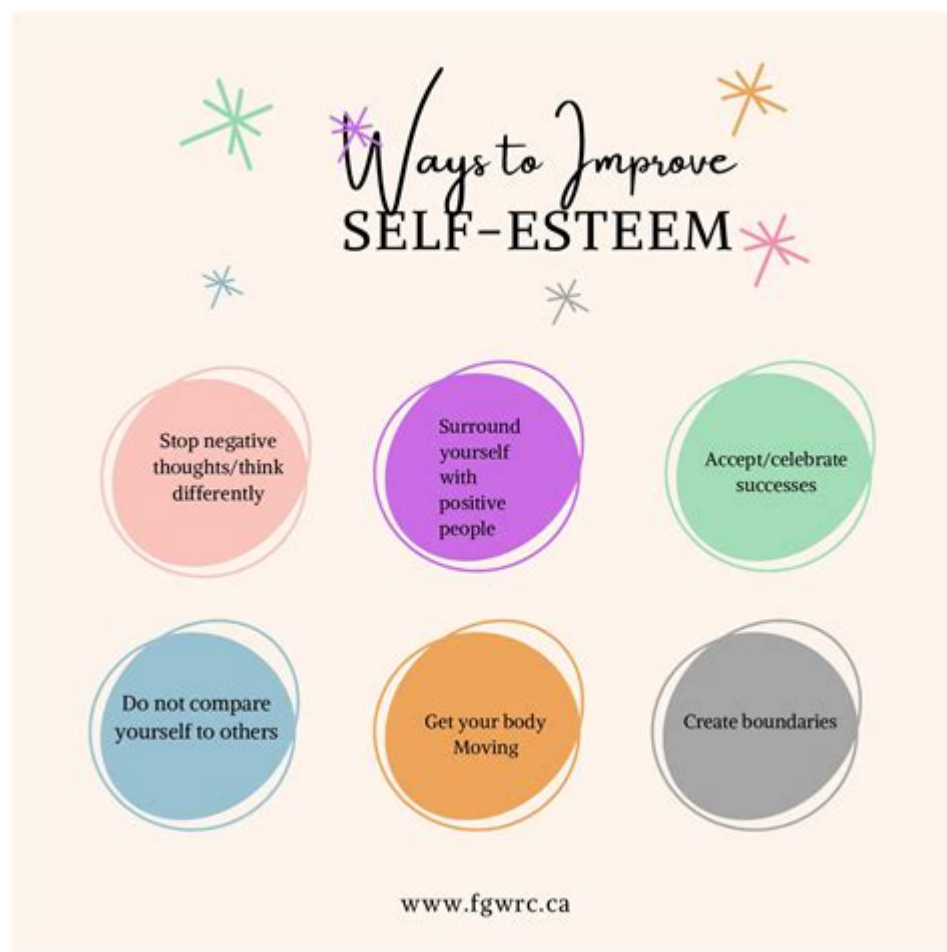 Ways to Improve
SELF-ESTEEM
Stop negative
thoughts/think
differently
Surround
yourself
with
positive
people
Accept/celebrate
successes
Do not compare
yourself to others
Get your body
Moving
Create boundaries
www.fgwrc.ca